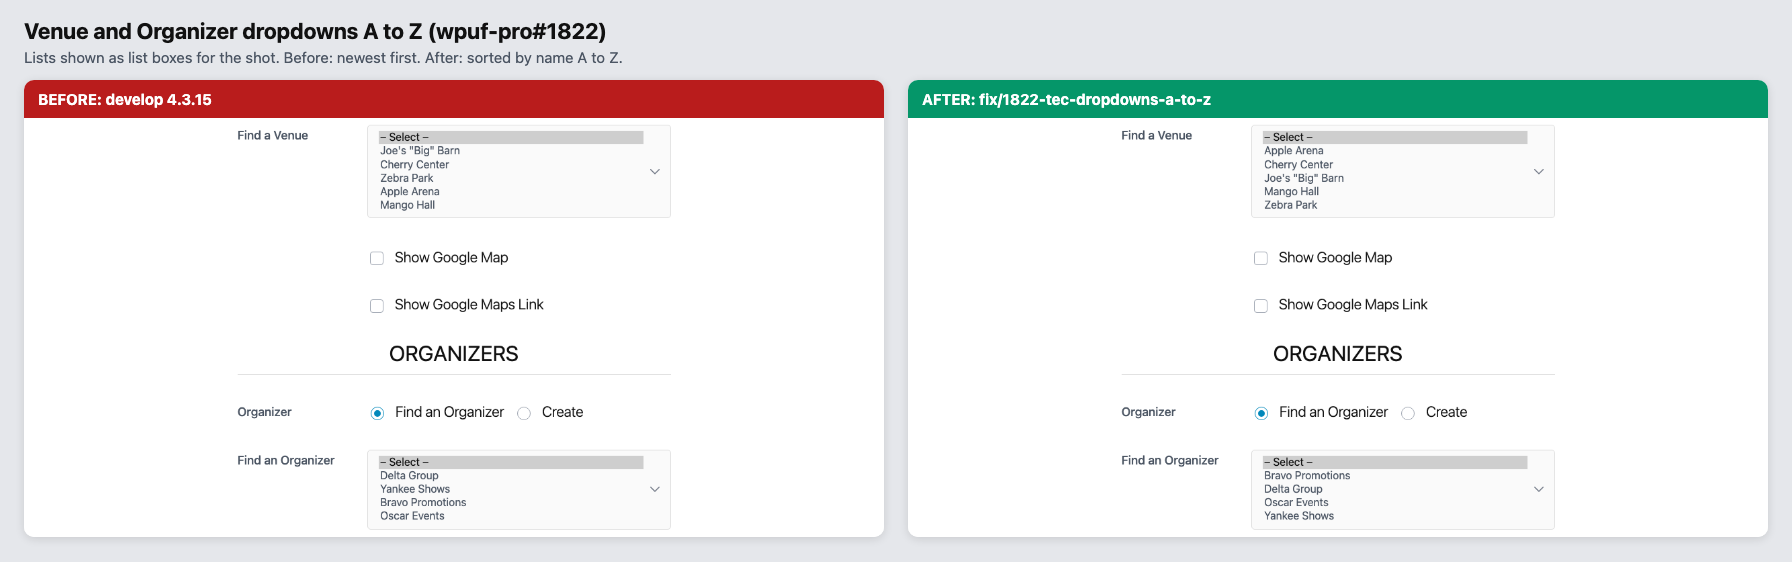 Venue and Organizer dropdowns A to Z (wpuf-pro#1822)
Lists shown as list boxes for the shot. Before: newest first. After: sorted by name A to Z.
BEFORE: develop 4.3.15
Find a Venue
– Select –
Joe's "Big" Barn
Cherry Center
Zebra Park
Apple Arena
Mango Hall
Show Google Map
Show Google Maps Link
ORGANIZERS
Organizer
Find an Organizer
Create
Find an Organizer
– Select –
Delta Group
Yankee Shows
Bravo Promotions
Oscar Events
AFTER: fix/1822-tec-dropdowns-a-to-z
Find a Venue
– Select –
Apple Arena
Cherry Center
Joe's "Big" Barn
Mango Hall
Zebra Park
Show Google Map
Show Google Maps Link
ORGANIZERS
Organizer
Find an Organizer
Create
Find an Organizer
– Select –
Bravo Promotions
Delta Group
Oscar Events
Yankee Shows